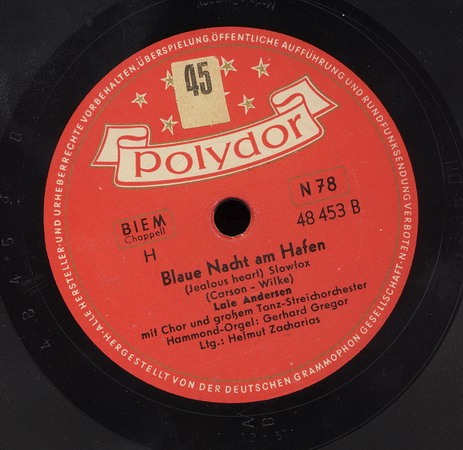 ALLE HERSTELLER- UND URHEBERRECHTE VORBEHALTEN. ÜBERSPIELUNG, ÖFFENTLICHE AUFFÜHRUNG UND RUNDFUNKSENDUNG VERBOTEN
45
polydor
BIEM
Chappell
H
N 78
48 453 B
Blaue Nacht am Hafen
(Jealous heart) Slowfox
(Carson - Wilke)
Lale Andersen
mit Chor und großem Tanz-Streichorchester
Hammond-Orgel: Gerhard Gregor
Ltg.: Helmut Zacharias
HERGESTELLT VON DER DEUTSCHEN GRAMMOPHON GESELLSCHAFT